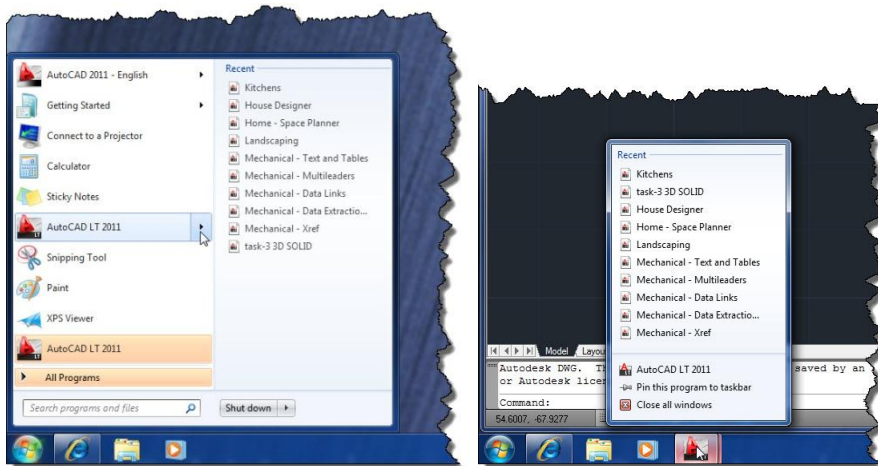 AutoCAD 2011 - English
Getting Started
Connect to a Projector
Calculator
Sticky Notes
AutoCAD LT 2011
Snipping Tool
Paint
XPS Viewer
AutoCAD LT 2011
All Programs
Search programs and files
Shut down
Recent
Kitchens
House Designer
Home - Space Planner
Landscaping
Mechanical - Text and Tables
Mechanical - Multileaders
Mechanical - Data Links
Mechanical - Data Extractio...
Mechanical - Xref
task-3 3D SOLID
Recent
Kitchens
task-3 3D SOLID
House Designer
Home - Space Planner
Landscaping
Mechanical - Text and Tables
Mechanical - Multileaders
Mechanical - Data Links
Mechanical - Data Extractio...
Mechanical - Xref
AutoCAD LT 2011
Pin this program to taskbar
Close all windows
Model Layou
Autodesk DWG. Th saved by an
or Autodesk licen
Command:
54.6007, -67.9277